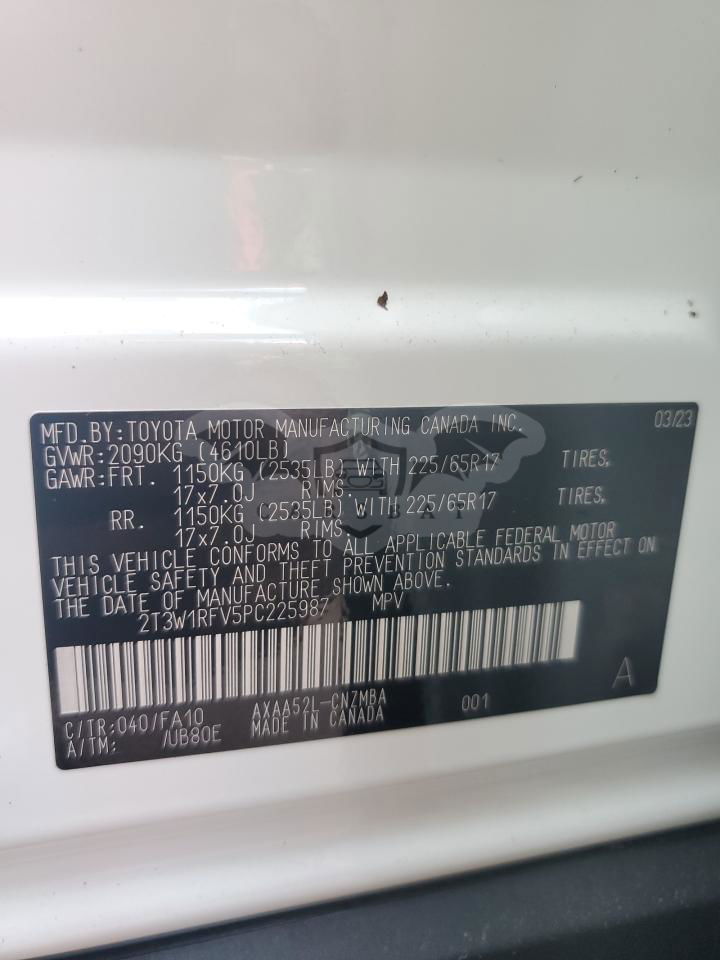 MFD.BY:TOYOTA MOTOR MANUFACTURING CANADA INC. 03/23
GVWR:2090KG (4610LB)
GAWR:FRT. 1150KG (2535LB) WITH 225/65R17 TIRES,
17x7.0J RIMS,
RR. 1150KG (2535LB) WITH 225/65R17 TIRES,
17x7.0J RIMS.
THIS VEHICLE CONFORMS TO ALL APPLICABLE FEDERAL MOTOR
VEHICLE SAFETY AND THEFT PREVENTION STANDARDS IN EFFECT ON
THE DATE OF MANUFACTURE SHOWN ABOVE.
2T3W1RFV5PC225987 MPV
A
C/TR:040/FA10 AXAA52L-CNZMBA 001
A/TM: /UB80E MADE IN CANADA